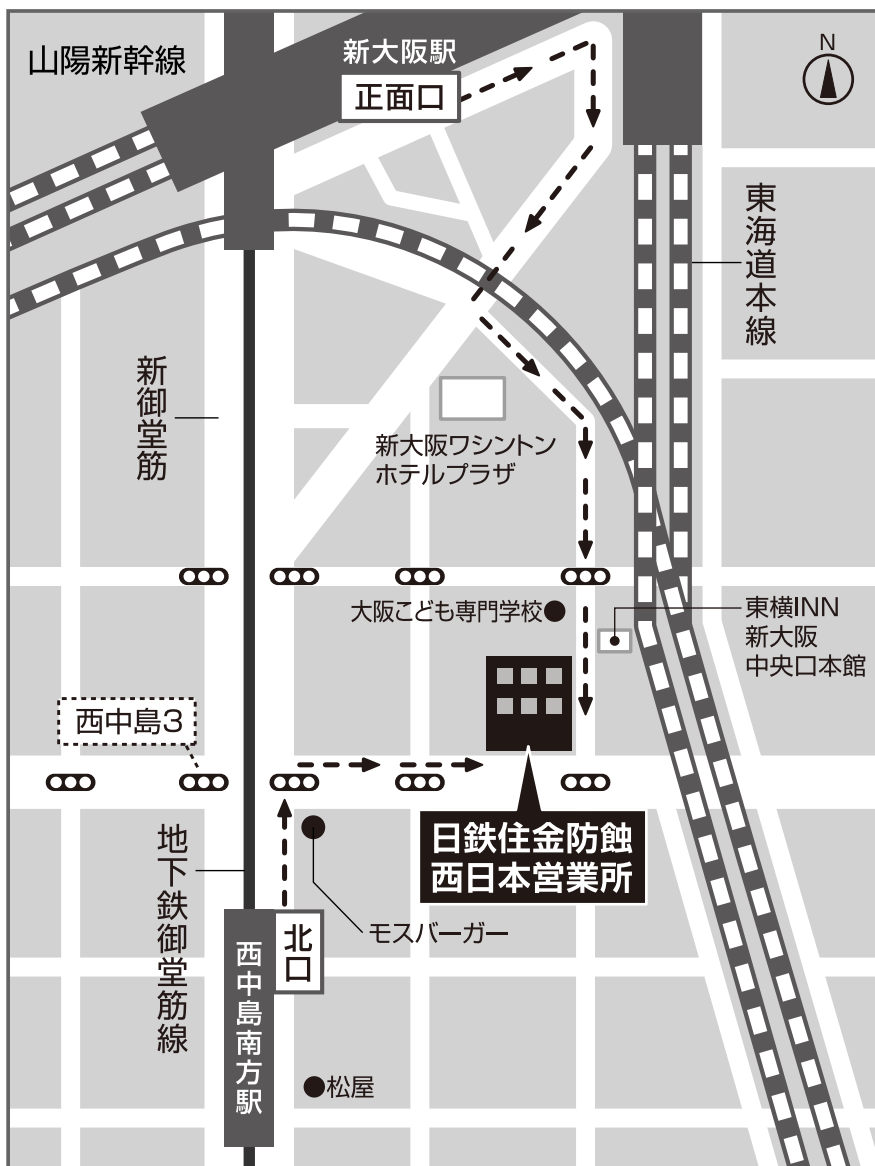 山陽新幹線
新大阪駅
正面口
N
東海道本線
新御堂筋
新大阪ワシントン
ホテルプラザ
大阪こども専門学校
東横INN
新大阪
中央口本館
西中島3
日鉄住金防蝕
西日本営業所
地下鉄御堂筋線
北口
モスバーガー
西中島南方駅
松屋